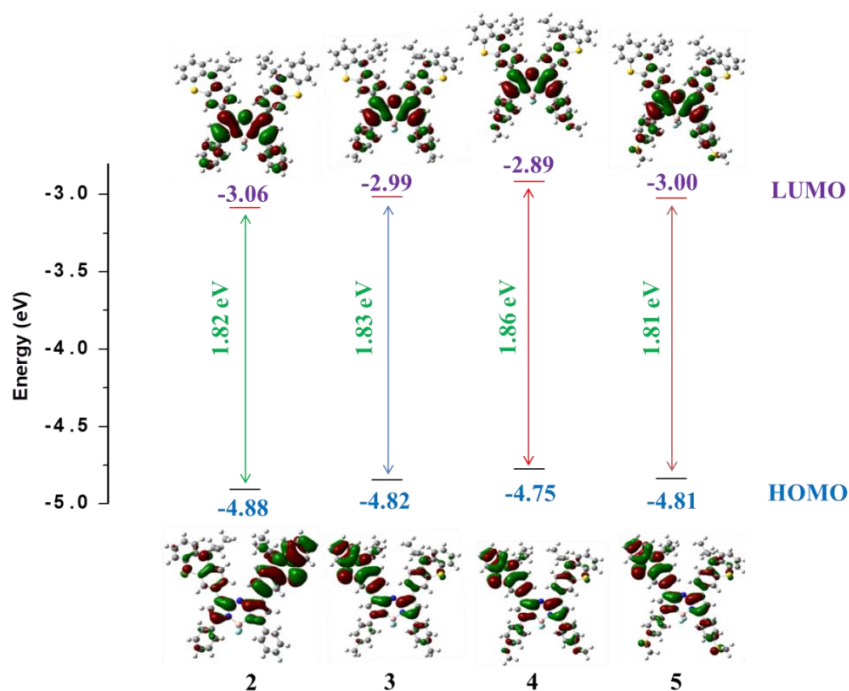 -3.06
-2.99
-2.89
-3.00
LUMO
-3.0
-3.5
-4.0
-4.5
-5.0
Energy (eV)
1.82 eV
1.83 eV
1.86 eV
1.81 eV
-4.88
-4.82
-4.75
-4.81
HOMO
2
3
4
5